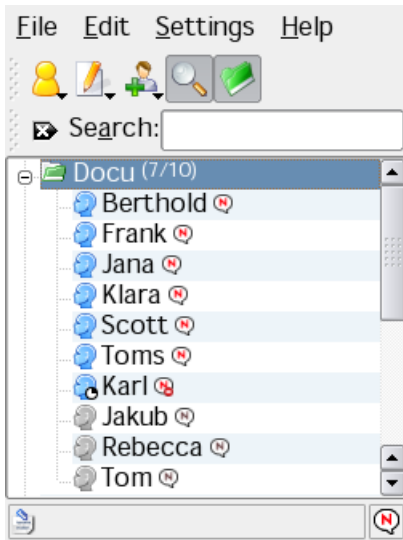 File Edit Settings Help
Search:
Docu (7/10)
Berthold N
Frank N
Jana N
Klara N
Scott N
Toms N
Karl N
Jakub N
Rebecca N
Tom N
N